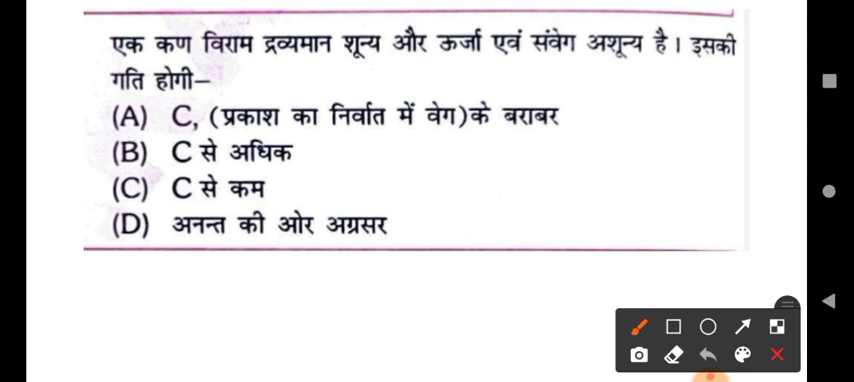 एक कण विराम द्रव्यमान शून्य और ऊर्जा एवं संवेग अशून्य है। इसकी
गति होगी–
(A) C, (प्रकाश का निर्वात में वेग)के बराबर
(B) C से अधिक
(C) C से कम
(D) अनन्त की ओर अग्रसर